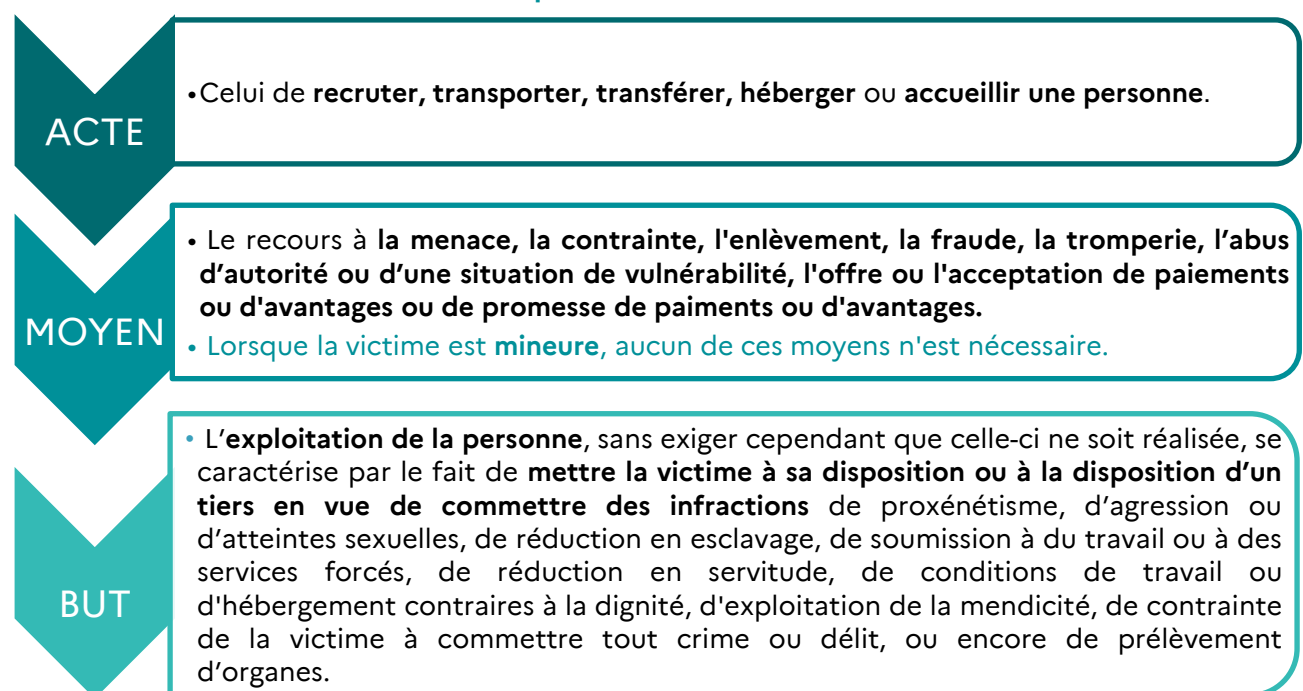 ACTE
•Celui de recruter, transporter, transférer, héberger ou accueillir une personne.
MOYEN
• Le recours à la menace, la contrainte, l'enlèvement, la fraude, la tromperie, l’abus
d’autorité ou d’une situation de vulnérabilité, l'offre ou l'acceptation de paiements
ou d'avantages ou de promesse de paiments ou d'avantages.
• Lorsque la victime est mineure, aucun de ces moyens n'est nécessaire.
BUT
• L’exploitation de la personne, sans exiger cependant que celle-ci ne soit réalisée, se
caractérise par le fait de mettre la victime à sa disposition ou à la disposition d’un
tiers en vue de commettre des infractions de proxénétisme, d’agression ou
d’atteintes sexuelles, de réduction en esclavage, de soumission à du travail ou à des
services forcés, de réduction en servitude, de conditions de travail ou
d'hébergement contraires à la dignité, d'exploitation de la mendicité, de contrainte
de la victime à commettre tout crime ou délit, ou encore de prélèvement
d’organes.